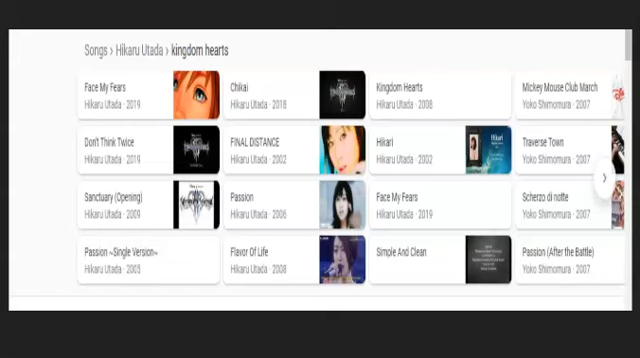 Songs › Hikaru Utada › kingdom hearts
Face My Fears
Hikaru Utada · 2019
Chikai
Hikaru Utada · 2018
Kingdom Hearts
Hikaru Utada · 2008
Mickey Mouse Club March
Yoko Shimomura · 2007
Don't Think Twice
Hikaru Utada · 2019
FINAL DISTANCE
Hikaru Utada · 2002
Hikari
Hikaru Utada · 2002
Hikari
Traverse Town
Yoko Shimomura · 2007
Sanctuary (Opening)
Hikaru Utada · 2009
Passion
Hikaru Utada · 2006
Face My Fears
Hikaru Utada · 2019
Scherzo di notte
Yoko Shimomura · 2007
Passion ~Single Version~
Hikaru Utada · 2005
Flavor Of Life
Hikaru Utada · 2008
Simple And Clean
Passion (After the Battle)
Yoko Shimomura · 2007